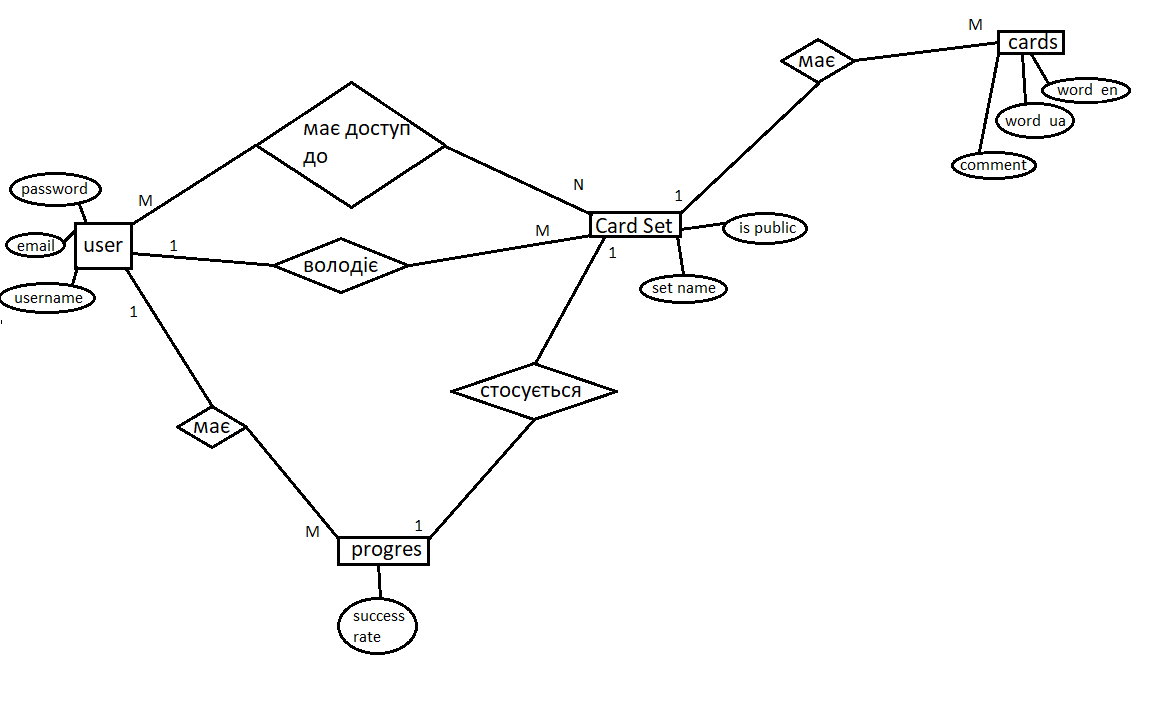 M
cards
має
word en
word ua
comment
має доступ
до
N
1
password
M
Card Set
is public
M
user
1
email
1
володіє
set name
username
1
стосується
має
M
1
progres
success
rate